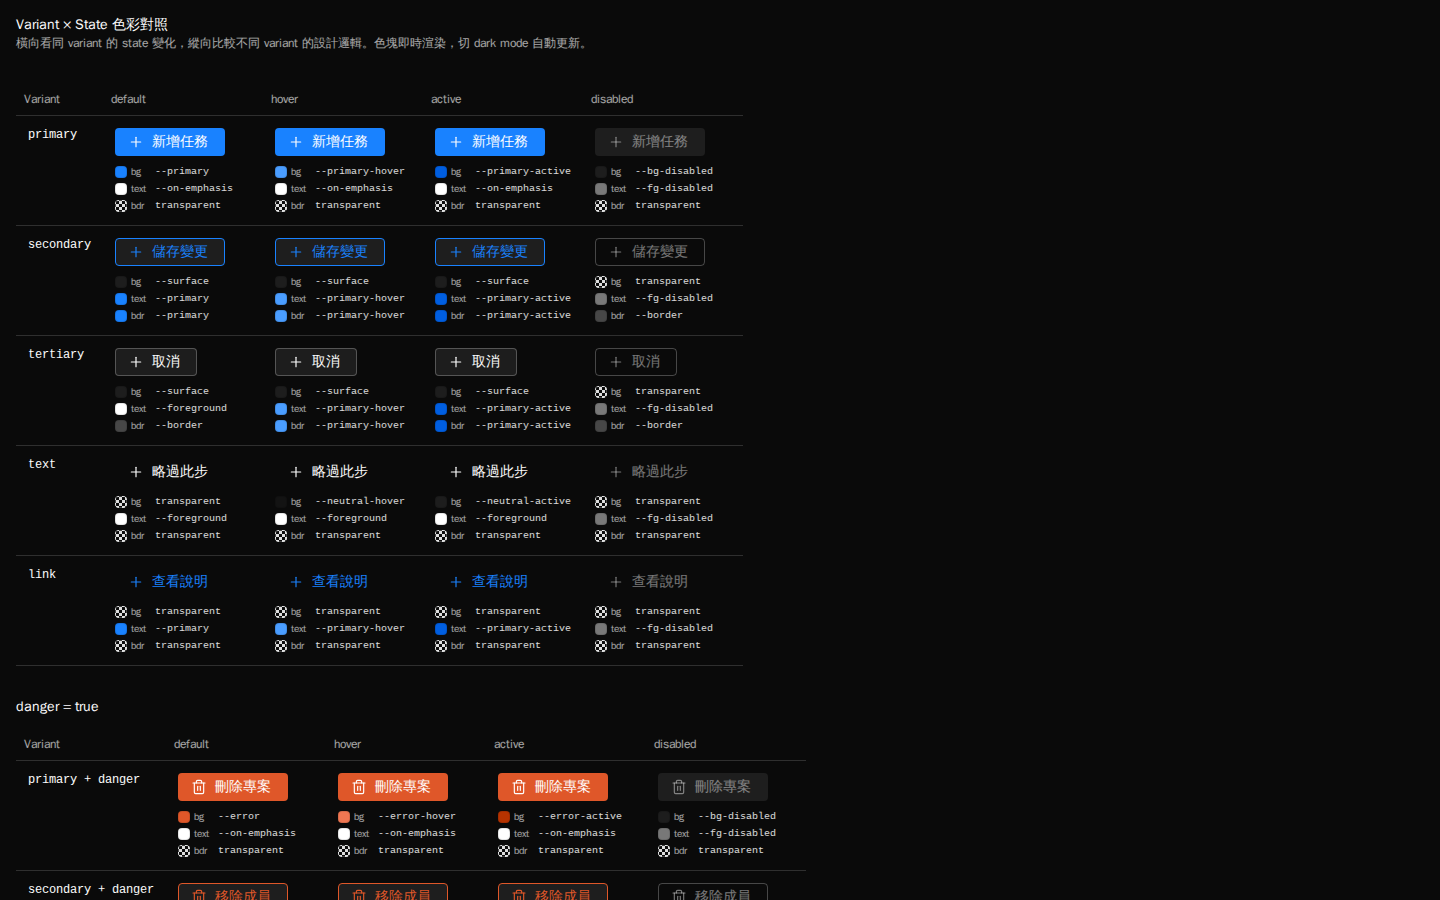 Variant × State 色彩對照
橫向看同 variant 的 state 變化，縱向比較不同 variant 的設計邏輯。色塊即時渲染，切 dark mode 自動更新。
Variant default hover active disabled
primary 新增任務 新增任務 新增任務 新增任務
bg --primary bg --primary-hover bg --primary-active bg --bg-disabled
text --on-emphasis text --on-emphasis text --on-emphasis text --fg-disabled
bdr transparent bdr transparent bdr transparent bdr transparent
secondary 儲存變更 儲存變更 儲存變更 儲存變更
bg --surface bg --surface bg --surface bg transparent
text --primary text --primary-hover text --primary-active text --fg-disabled
bdr --primary bdr --primary-hover bdr --primary-active bdr --border
tertiary 取消 取消 取消 取消
bg --surface bg --surface bg --surface bg transparent
text --foreground text --primary-hover text --primary-active text --fg-disabled
bdr --border bdr --primary-hover bdr --primary-active bdr --border
text 略過此步 略過此步 略過此步 略過此步
bg transparent bg --neutral-hover bg --neutral-active bg transparent
text --foreground text --foreground text --foreground text --fg-disabled
bdr transparent bdr transparent bdr transparent bdr transparent
link 查看說明 查看說明 查看說明 查看說明
bg transparent bg transparent bg transparent bg transparent
text --primary text --primary-hover text --primary-active text --fg-disabled
bdr transparent bdr transparent bdr transparent bdr transparent
danger = true
Variant default hover active disabled
primary + danger 刪除專案 刪除專案 刪除專案 刪除專案
bg --error bg --error-hover bg --error-active bg --bg-disabled
text --on-emphasis text --on-emphasis text --on-emphasis text --fg-disabled
bdr transparent bdr transparent bdr transparent bdr transparent
secondary + danger 移除成員 移除成員 移除成員 移除成員